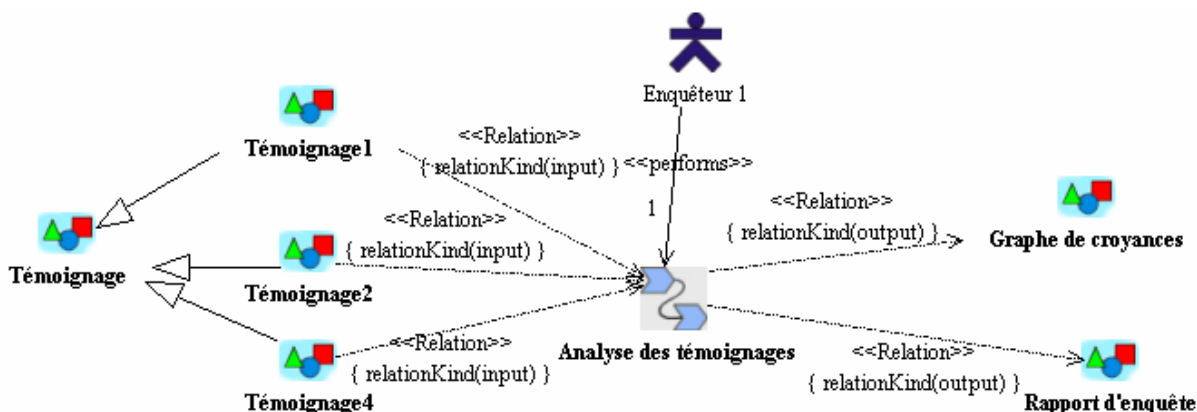 Enquêteur 1
Témoignage1
<<Relation>>
{ relationKind(input) }
<<performs>>
1
Témoignage
<<Relation>>
{ relationKind(input) }
Témoignage2
<<Relation>>
{ relationKind(output) }
Graphe de croyances
Analyse des témoignages
<<Relation>>
{ relationKind(input) }
Témoignage4
<<Relation>>
{ relationKind(output) }
Rapport d'enquête